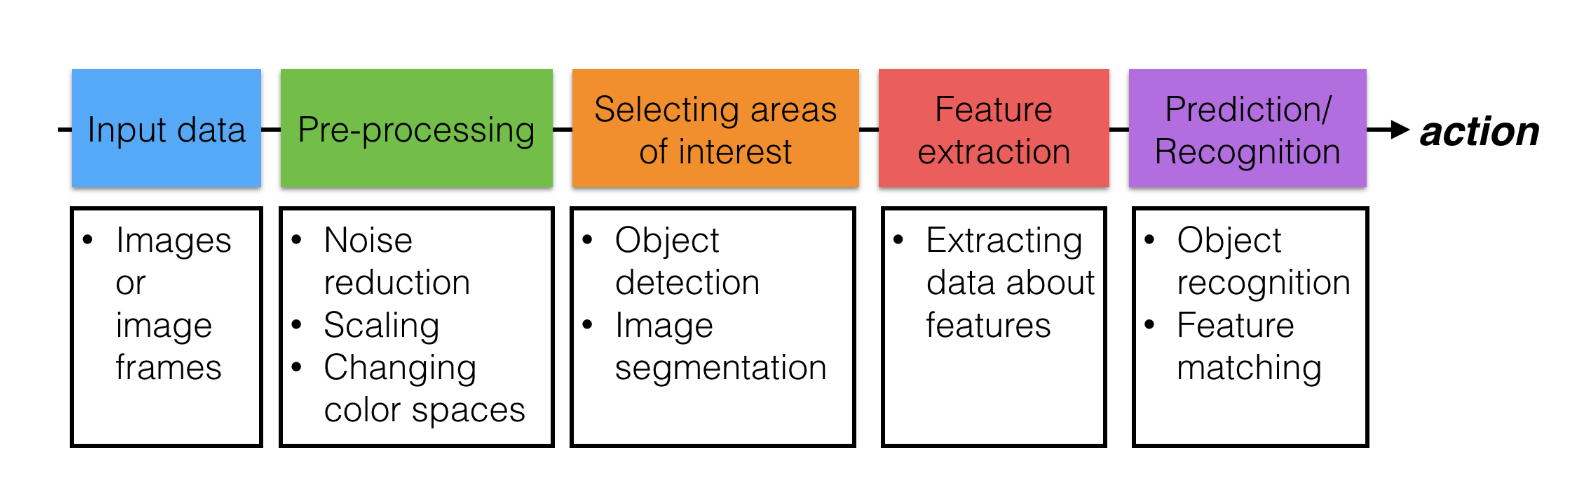 Input data
Pre-processing
Selecting areas
of interest
Feature
extraction
Prediction/
Recognition
action
• Images
or
image
frames
• Noise
reduction
• Scaling
• Changing
color spaces
• Object
detection
• Image
segmentation
• Extracting
data about
features
• Object
recognition
• Feature
matching